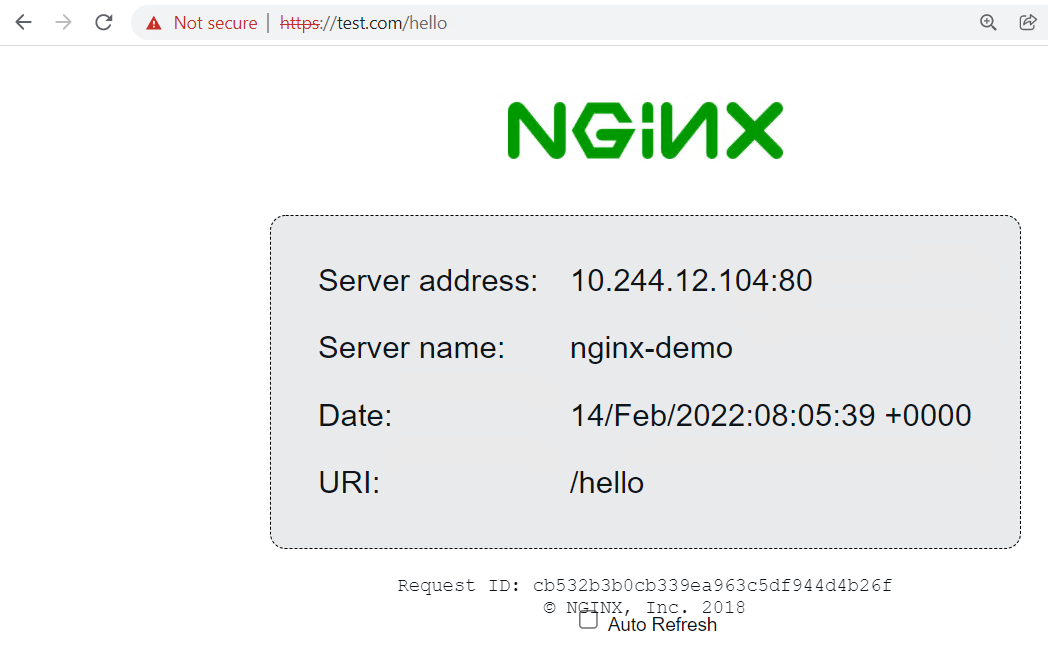 Not secure | https://test.com/hello
NGINX
Server address: 10.244.12.104:80
Server name: nginx-demo
Date: 14/Feb/2022:08:05:39 +0000
URI: /hello
Request ID: cb532b3b0cb339ea963c5df944d4b26f
© NGINX, Inc. 2018
Auto Refresh